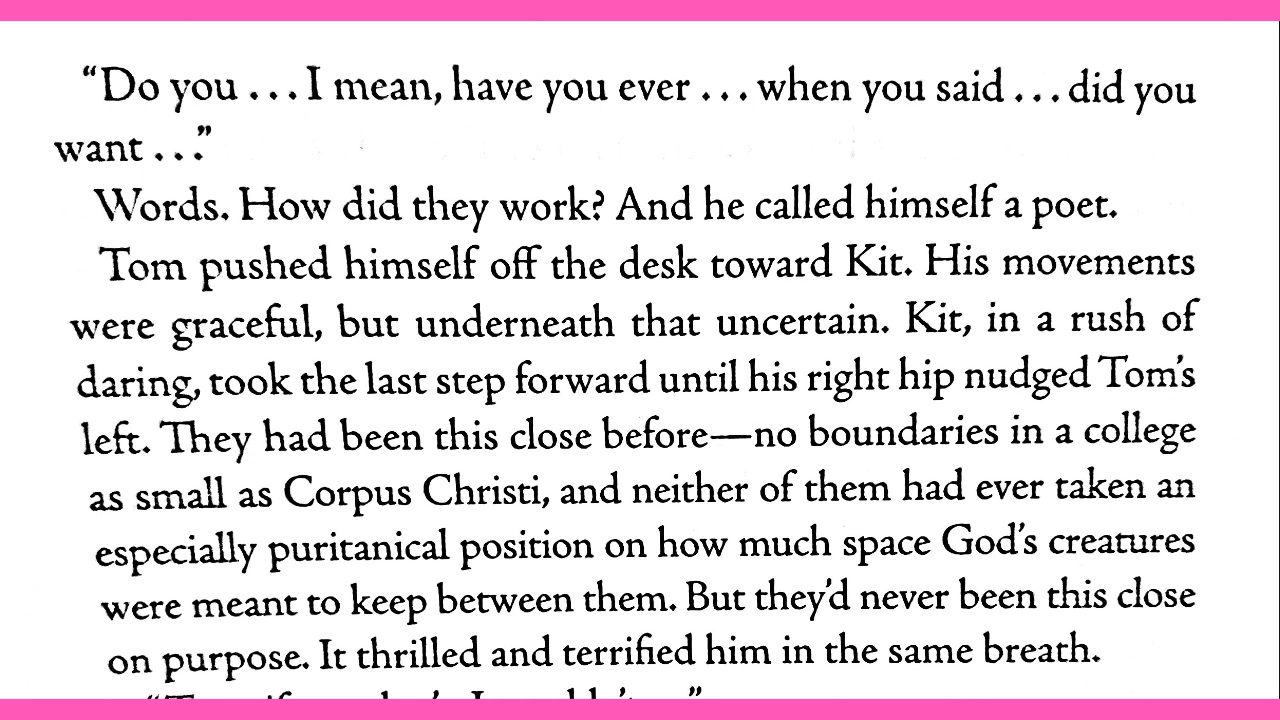 “Do you . . . I mean, have you ever . . . when you said . . . did you
want . . .”
Words. How did they work? And he called himself a poet.
Tom pushed himself off the desk toward Kit. His movements
were graceful, but underneath that uncertain. Kit, in a rush of
daring, took the last step forward until his right hip nudged Tom’s
left. They had been this close before—no boundaries in a college
as small as Corpus Christi, and neither of them had ever taken an
especially puritanical position on how much space God’s creatures
were meant to keep between them. But they’d never been this close
on purpose. It thrilled and terrified him in the same breath.